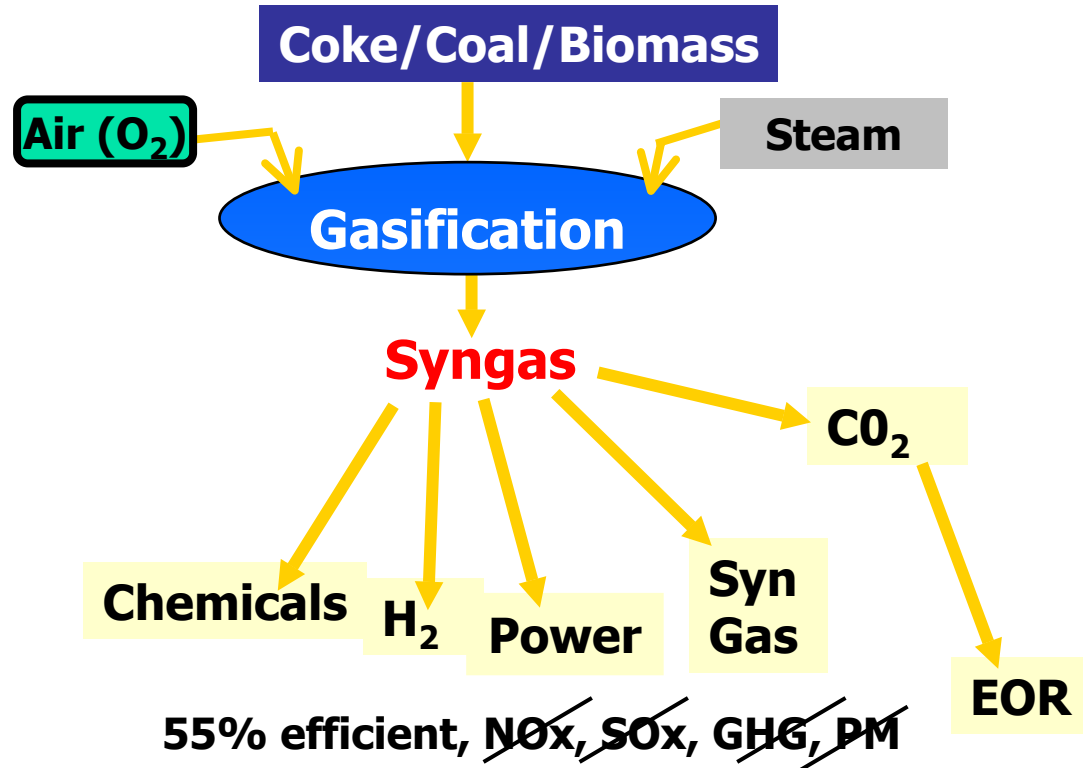 Coke/Coal/Biomass
Air (O₂)
Steam
Gasification
Syngas
C0₂
Chemicals
H₂
Power
Syn
Gas
EOR
55% efficient, NOx, SOx, GHG, PM